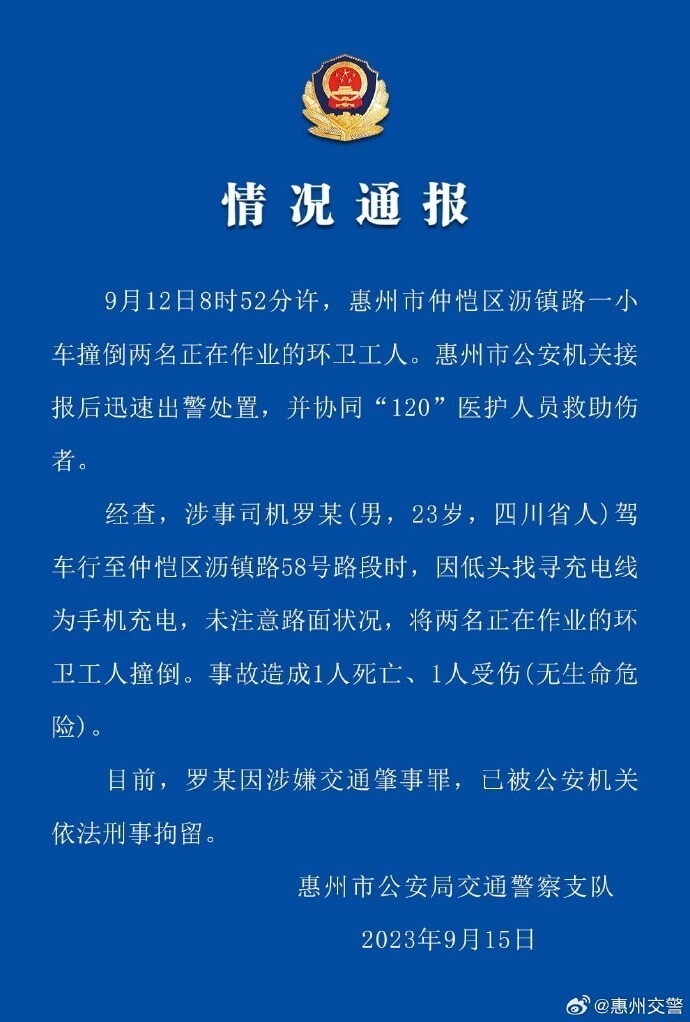 情况通报
9月12日8时52分许，惠州市仲恺区沥镇路一小
车撞倒两名正在作业的环卫工人。惠州市公安机关接
报后迅速出警处置，并协同“120”医护人员救助伤
者。
经查，涉事司机罗某(男，23岁，四川省人)驾
车行至仲恺区沥镇路58号路段时，因低头找寻充电线
为手机充电，未注意路面状况，将两名正在作业的环
卫工人撞倒。事故造成1人死亡、1人受伤(无生命危
险)。
目前，罗某因涉嫌交通肇事罪，已被公安机关
依法刑事拘留。
惠州市公安局交通警察支队
2023年9月15日
@惠州交警